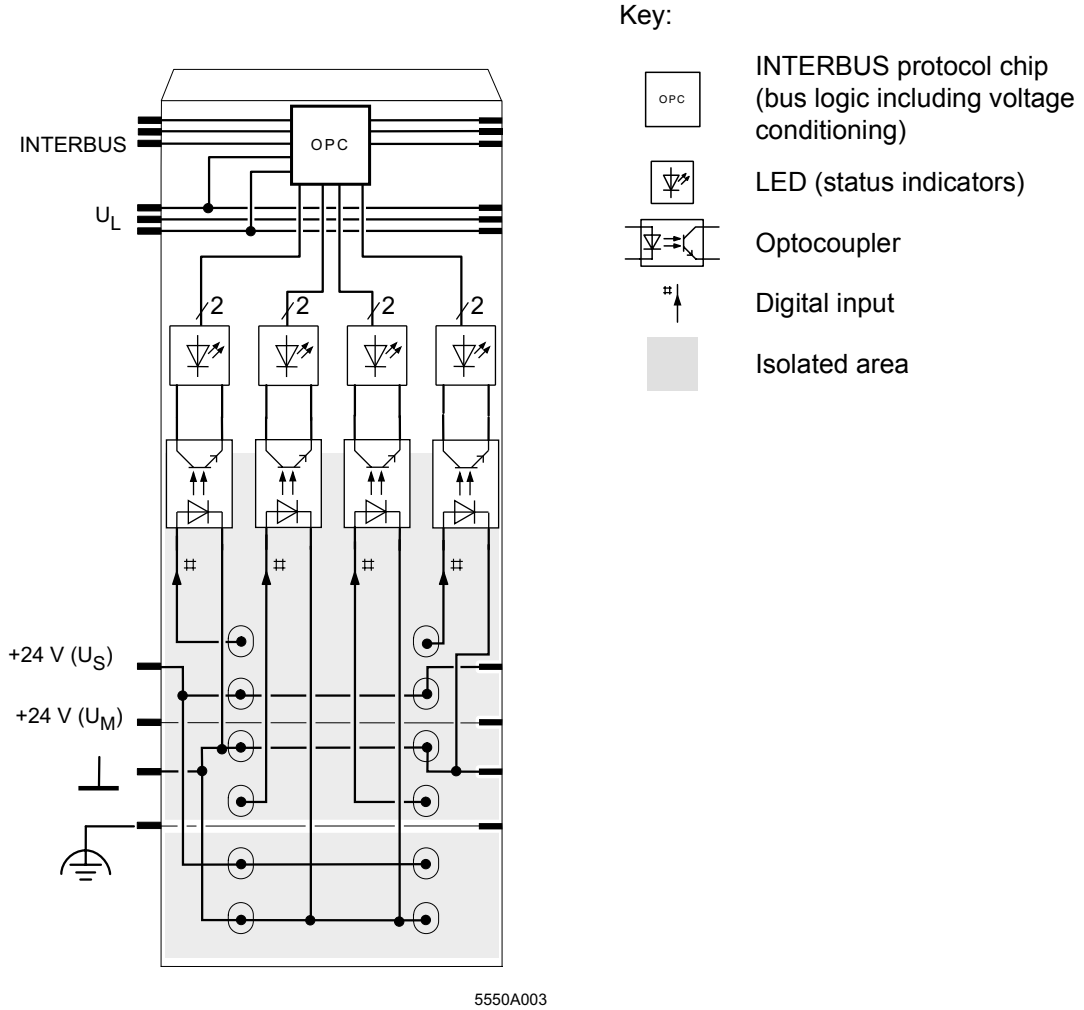 Key:
OPC
INTERBUS protocol chip
(bus logic including voltage
conditioning)
LED (status indicators)
Optocoupler
# Digital input
Isolated area
INTERBUS
OPC
UL
2 2 2 2
# # # #
+24 V (US)
+24 V (UM)
5550A003